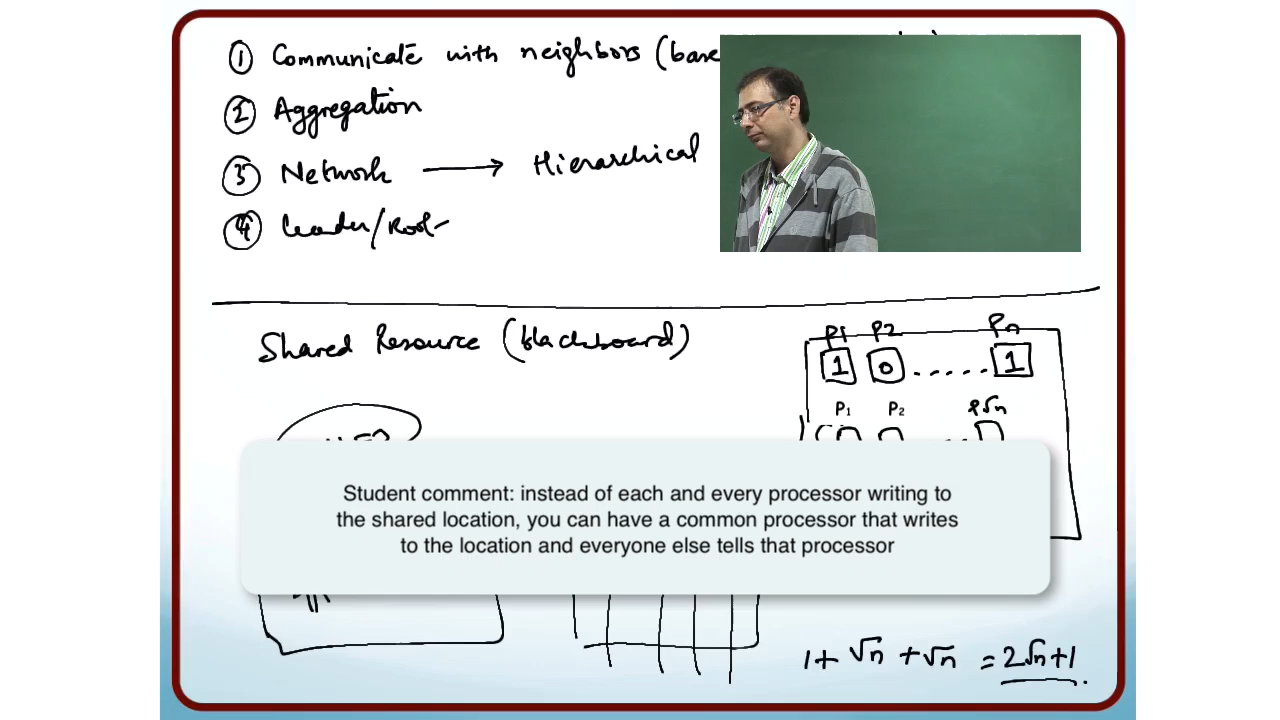 ① Communicate with neighbors (base
② Aggregation
③ Network → Hierarchical
④ Leader/Root
Shared Resource (blackboard)
P1 P2 Pn
1 0 ...... 1
P1 P2 P√n
Student comment: instead of each and every processor writing to
the shared location, you can have a common processor that writes
to the location and everyone else tells that processor
1 + √n + √n = 2√n+1